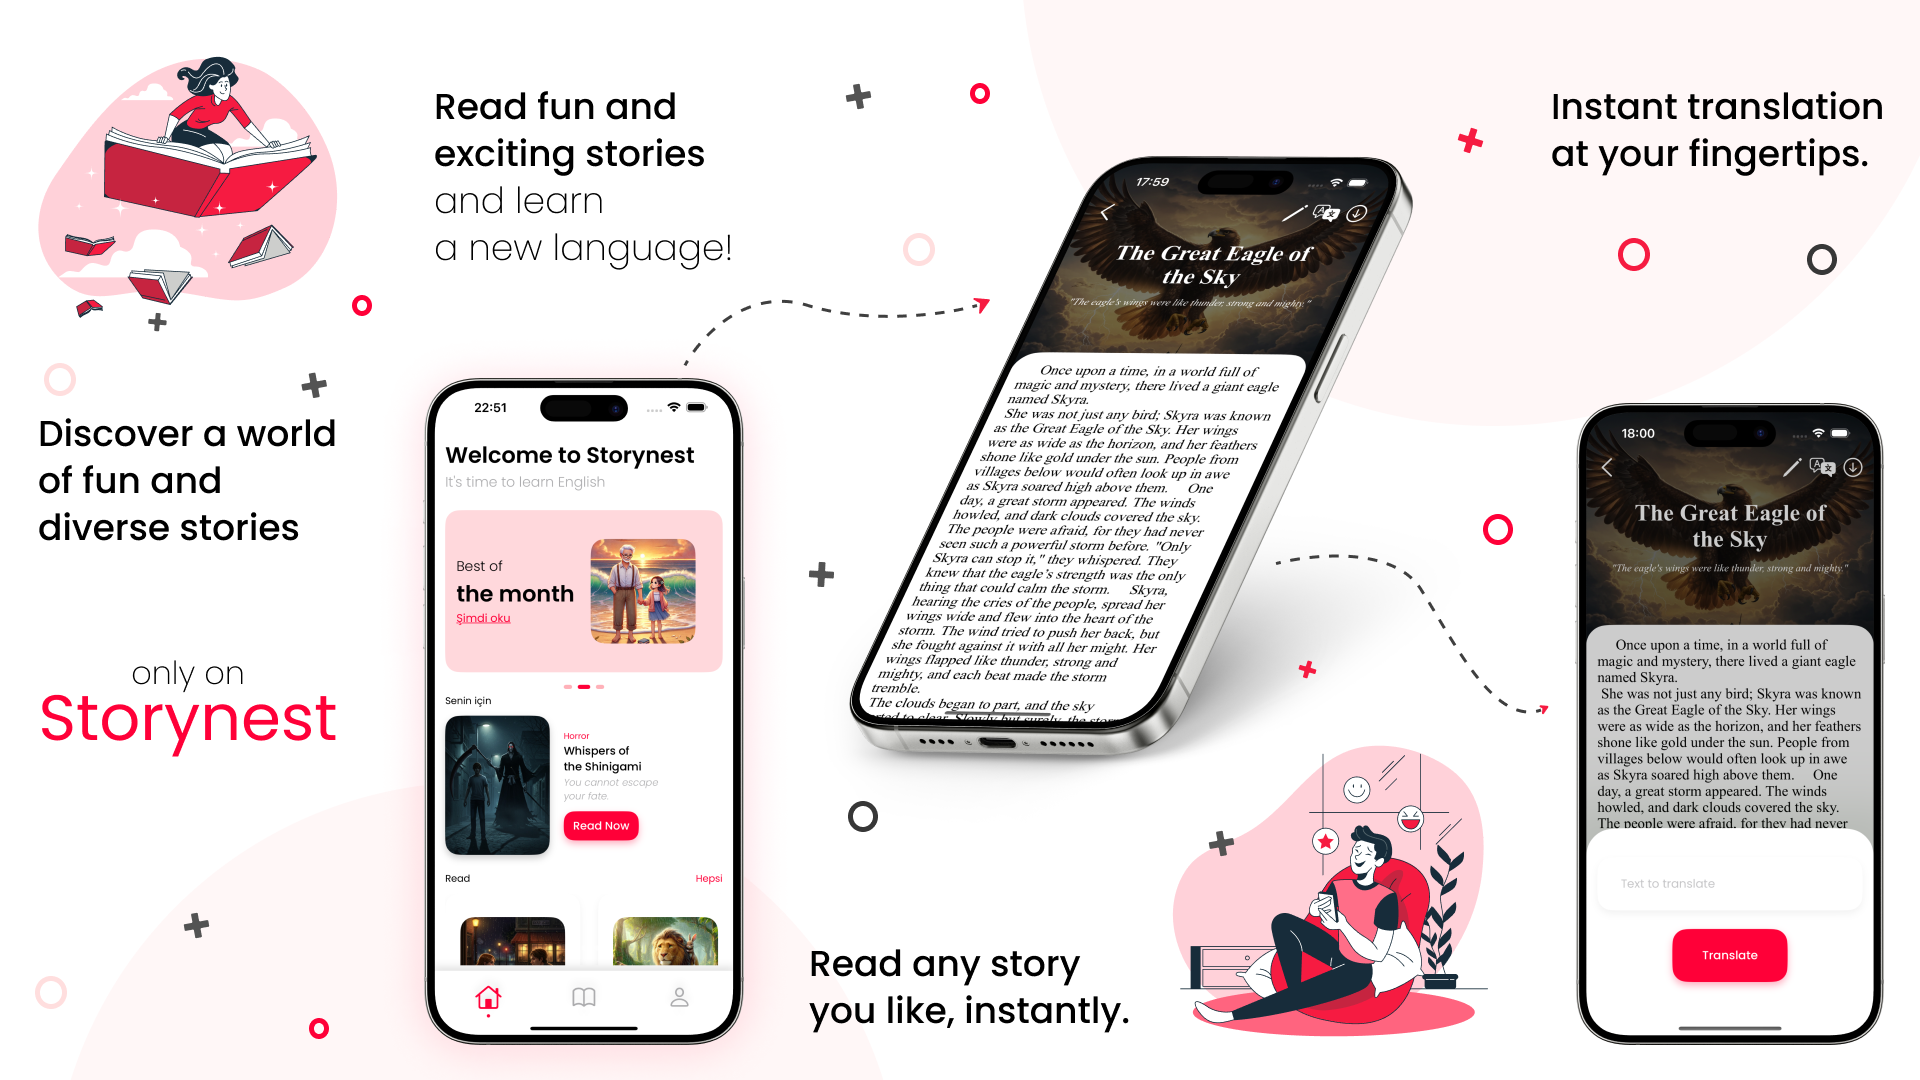 Discover a world
of fun and
diverse stories
only on
Storynest
Read fun and
exciting stories
and learn
a new language!
22:51
Welcome to Storynest
It's time to learn English
Best of
the month
Şimdi oku
Senin için
Horror
Whispers of
the Shinigami
You cannot escape
your fate.
Read Now
Read
Hepsi
17:59
The Great Eagle of
the Sky
"The eagle's wings were like thunder, strong and mighty."
Once upon a time, in a world full of
magic and mystery, there lived a giant eagle
named Skyra.
She was not just any bird; Skyra was known
as the Great Eagle of the Sky. Her wings
were as wide as the horizon, and her feathers
shone like gold under the sun. People from
villages below would often look up in awe
as Skyra soared high above them. One
day, a great storm appeared. The winds
howled, and dark clouds covered the sky.
The people were afraid, for they had never
seen such a powerful storm before. "Only
Skyra can stop it," they whispered. They
knew that the eagle's strength was the only
thing that could calm the storm. Skyra,
hearing the cries of the people, spread her
wings wide and flew into the heart of the
storm. The wind tried to push her back, but
she fought against it with all her might. Her
wings flapped like thunder, strong and
mighty, and each beat made the storm
tremble.
The clouds began to part, and the sky
to clear. Slowly but surely, the
Read any story
you like, instantly.
Instant translation
at your fingertips.
18:00
The Great Eagle of
the Sky
"The eagle's wings were like thunder, strong and mighty."
Once upon a time, in a world full of
magic and mystery, there lived a giant eagle
named Skyra.
She was not just any bird; Skyra was known
as the Great Eagle of the Sky. Her wings
were as wide as the horizon, and her feathers
shone like gold under the sun. People from
villages below would often look up in awe
as Skyra soared high above them. One
day, a great storm appeared. The winds
howled, and dark clouds covered the sky.
The people were afraid, for they had never
Text to translate
Translate